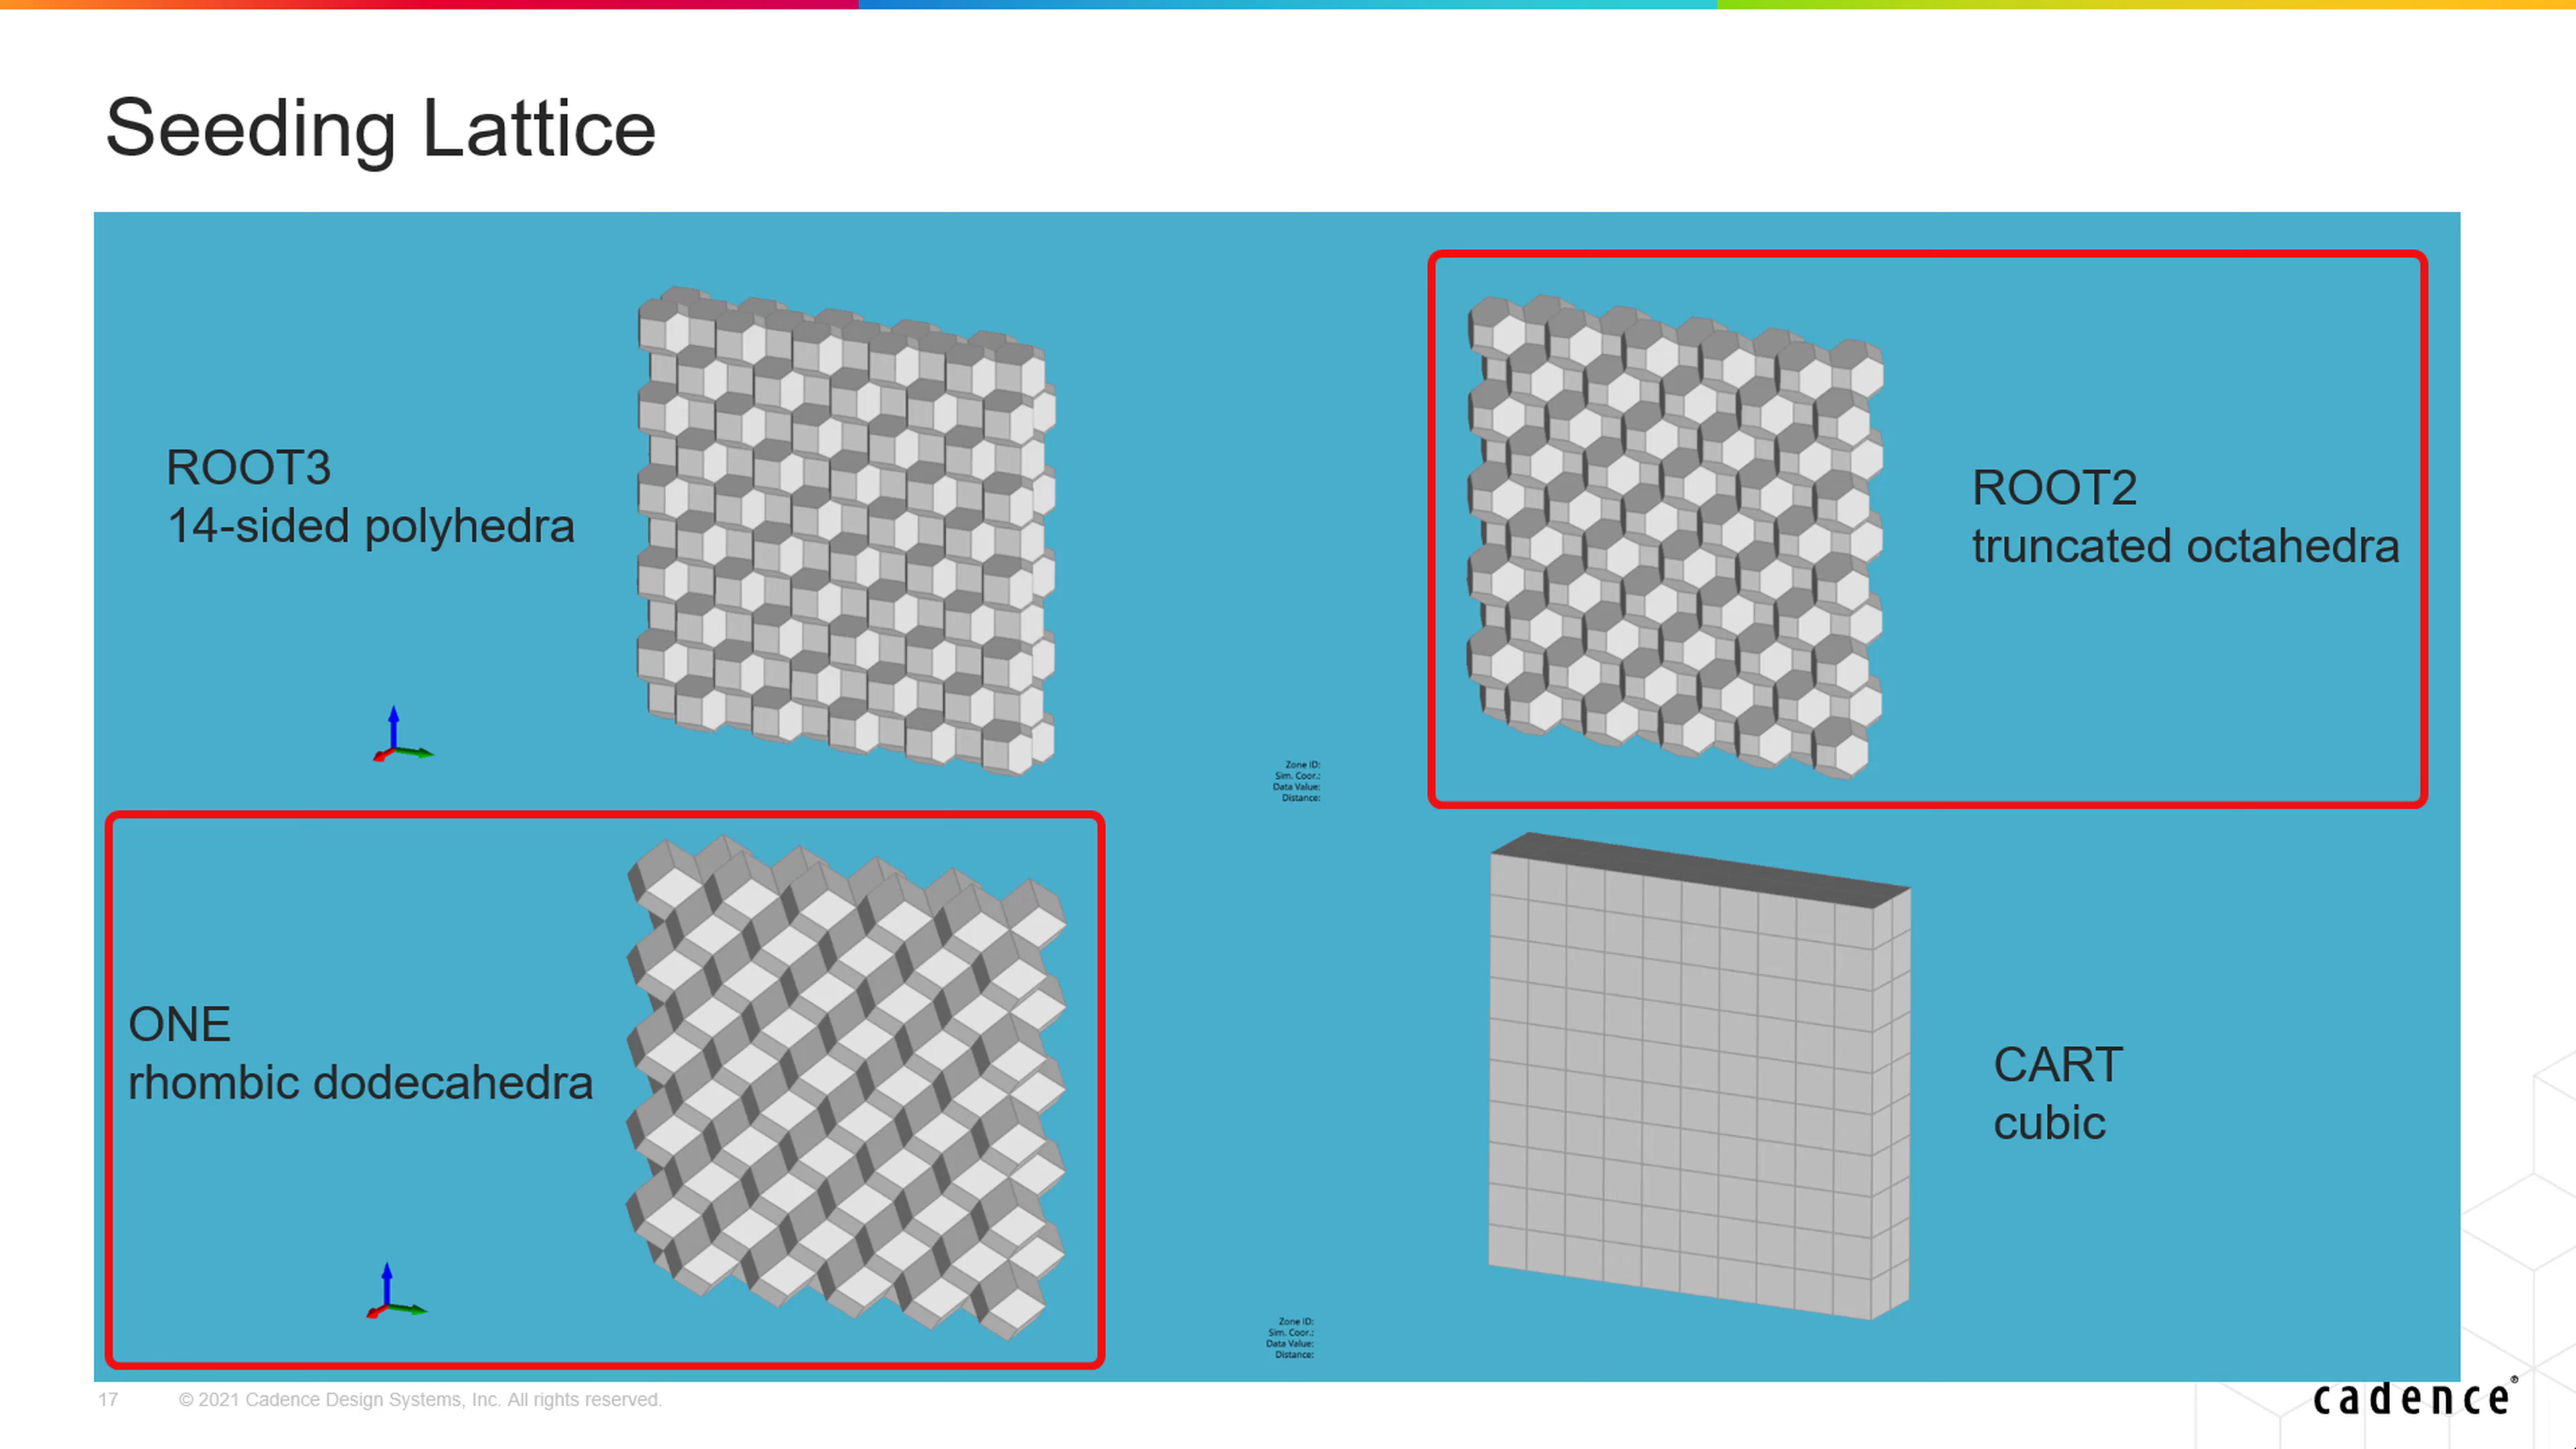 Seeding Lattice
ROOT3
14-sided polyhedra
ROOT2
truncated octahedra
Zone ID:
Sim. Coor.:
Data Value:
Distance:
ONE
rhombic dodecahedra
CART
cubic
Zone ID:
Sim. Coor.:
Data Value:
Distance:
17 © 2021 Cadence Design Systems, Inc. All rights reserved.
cadence®